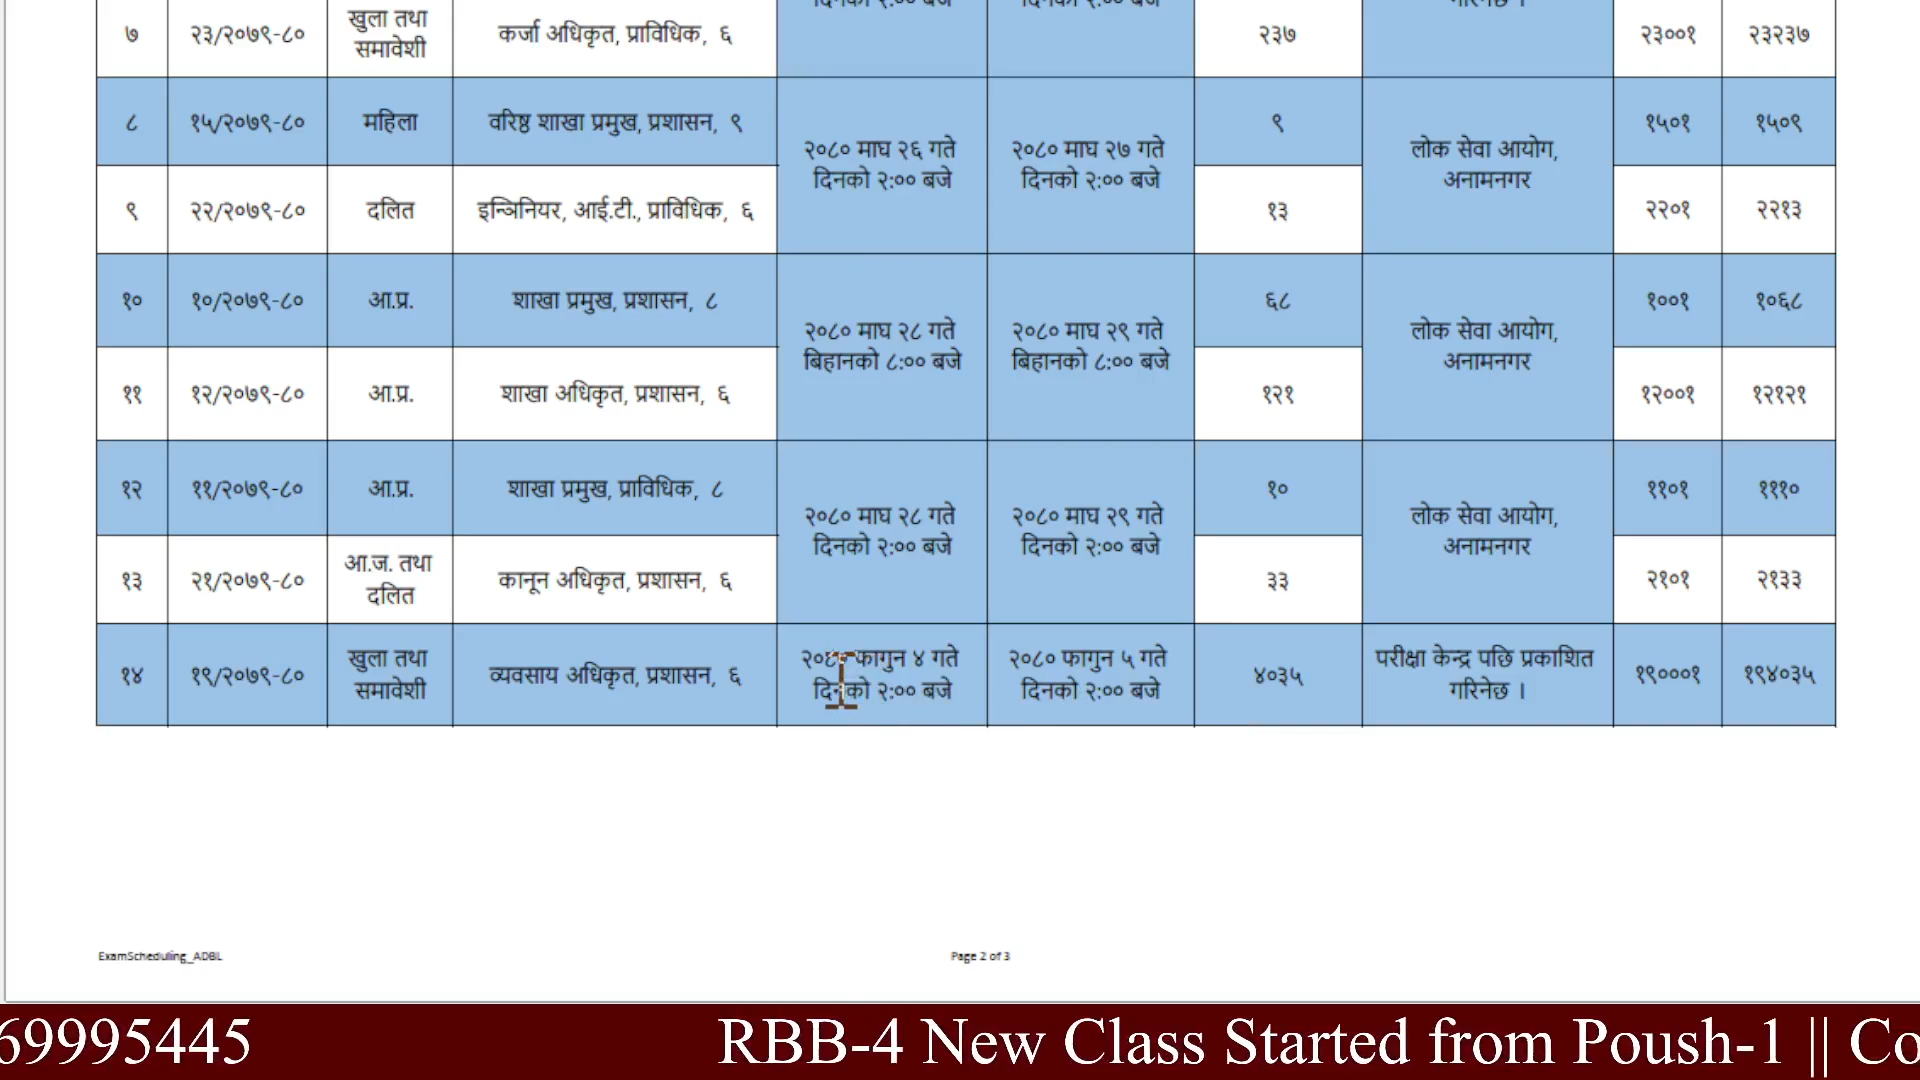 खुला तथा
७ २३/२०७९-८० समावेशी कर्जा अधिकृत, प्राविधिक, ६ २३७ २३००१ २३२३७
८ १५/२०७९-८० महिला वरिष्ठ शाखा प्रमुख, प्रशासन, ९ ९ १५०१ १५०९
२०८० माघ २६ गते २०८० माघ २७ गते लोक सेवा आयोग,
दिनको २:०० बजे दिनको २:०० बजे अनामनगर
९ २२/२०७९-८० दलित इन्जिनियर, आई.टी., प्राविधिक, ६ १३ २२०१ २२१३
१० १०/२०७९-८० आ.प्र. शाखा प्रमुख, प्रशासन, ८ ६८ १००१ १०६८
२०८० माघ २८ गते २०८० माघ २९ गते लोक सेवा आयोग,
बिहानको ८:०० बजे बिहानको ८:०० बजे अनामनगर
११ १२/२०७९-८० आ.प्र. शाखा अधिकृत, प्रशासन, ६ १२१ १२००१ १२१२१
१२ ११/२०७९-८० आ.प्र. शाखा प्रमुख, प्राविधिक, ८ १० ११०१ १११०
२०८० माघ २८ गते २०८० माघ २९ गते लोक सेवा आयोग,
दिनको २:०० बजे दिनको २:०० बजे अनामनगर
आ.ज. तथा
१३ २१/२०७९-८० दलित कानून अधिकृत, प्रशासन, ६ ३३ २१०१ २१३३
खुला तथा फागुन ४ गते २०८० फागुन ५ गते परीक्षा केन्द्र पछि प्रकाशित
१४ १९/२०७९-८० समावेशी व्यवसाय अधिकृत, प्रशासन, ६ दिनको २:०० बजे दिनको २:०० बजे ४०३५ गरिनेछ । १९०००१ १९४०३५
ExamScheduling_ADBL Page 2 of 3
69995445 RBB-4 New Class Started from Poush-1 || Co